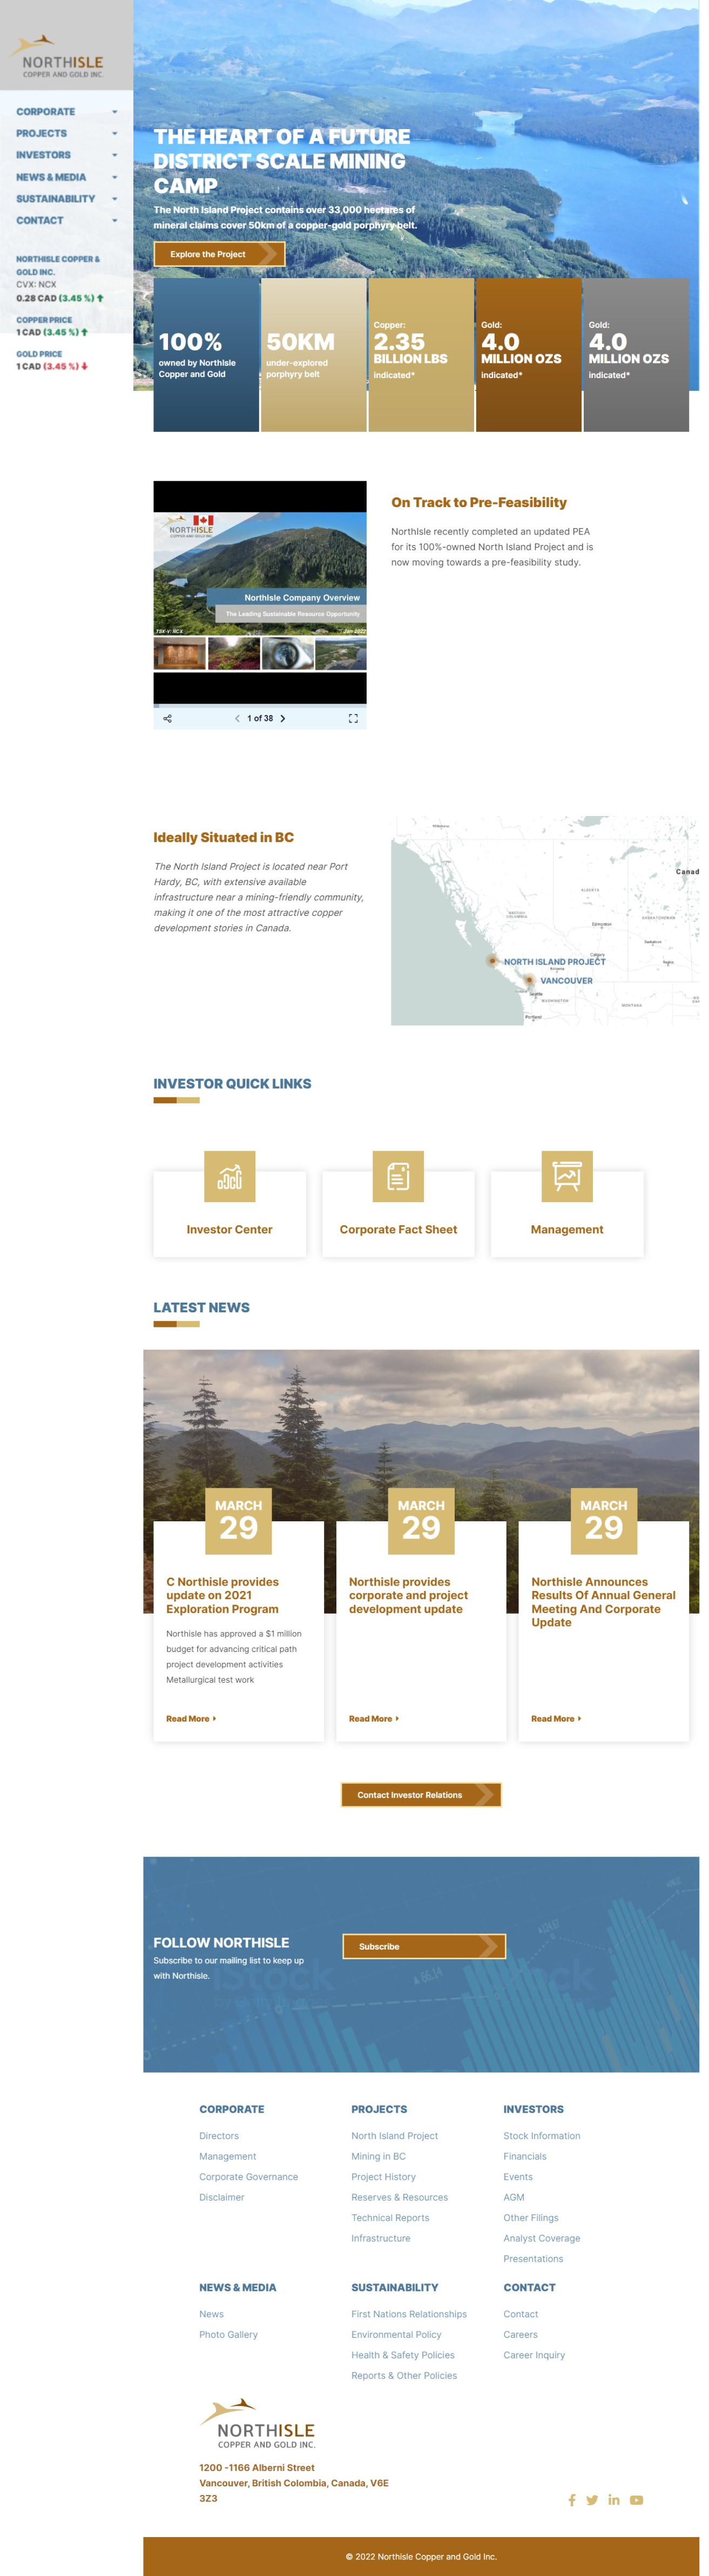 NORTHISLE
COPPER AND GOLD INC.
CORPORATE
PROJECTS
INVESTORS
NEWS & MEDIA
SUSTAINABILITY
CONTACT
NORTHISLE COPPER &
GOLD INC.
CVX: NCX
0.28 CAD (3.45 %)
COPPER PRICE
1 CAD (3.45 %)
GOLD PRICE
1 CAD (3.45 %)
THE HEART OF A FUTURE
DISTRICT SCALE MINING
CAMP
The North Island Project contains over 33,000 hectares of
mineral claims cover 50km of a copper-gold porphyry belt.
Explore the Project
100%
owned by NorthIsle
Copper and Gold
50KM
under-explored
porphyry belt
Copper:
2.35
BILLION LBS
indicated*
Gold:
4.0
MILLION OZS
indicated*
Gold:
4.0
MILLION OZS
indicated*
NORTHISLE
COPPER AND GOLD INC.
NorthIsle Company Overview
The Leading Sustainable Resource Opportunity
TSX-V: NCX
Jan 2022
1 of 38
On Track to Pre-Feasibility
NorthIsle recently completed an updated PEA
for its 100%-owned North Island Project and is
now moving towards a pre-feasibility study.
Ideally Situated in BC
The North Island Project is located near Port
Hardy, BC, with extensive available
infrastructure near a mining-friendly community,
making it one of the most attractive copper
development stories in Canada.
Canad
ALBERTA
BRITISH
COLUMBIA
SASKATCHEWAN
Edmonton
Calgary
NORTH ISLAND PROJECT
VANCOUVER
Seattle
WASHINGTON
MONTANA
Portland
INVESTOR QUICK LINKS
Investor Center
Corporate Fact Sheet
Management
LATEST NEWS
MARCH
29
C Northisle provides
update on 2021
Exploration Program
Northisle has approved a $1 million
budget for advancing critical path
project development activities
Metallurgical test work
Read More
MARCH
29
Northisle provides
corporate and project
development update
Read More
MARCH
29
Northisle Announces
Results Of Annual General
Meeting And Corporate
Update
Read More
Contact Investor Relations
FOLLOW NORTHISLE
Subscribe to our mailing list to keep up
with Northisle.
Subscribe
CORPORATE
Directors
Management
Corporate Governance
Disclaimer
PROJECTS
North Island Project
Mining in BC
Project History
Reserves & Resources
Technical Reports
Infrastructure
INVESTORS
Stock Information
Financials
Events
AGM
Other Filings
Analyst Coverage
Presentations
NEWS & MEDIA
News
Photo Gallery
SUSTAINABILITY
First Nations Relationships
Environmental Policy
Health & Safety Policies
Reports & Other Policies
CONTACT
Contact
Careers
Career Inquiry
NORTHISLE
COPPER AND GOLD INC.
1200 -1166 Alberni Street
Vancouver, British Colombia, Canada, V6E
3Z3
© 2022 Northisle Copper and Gold Inc.